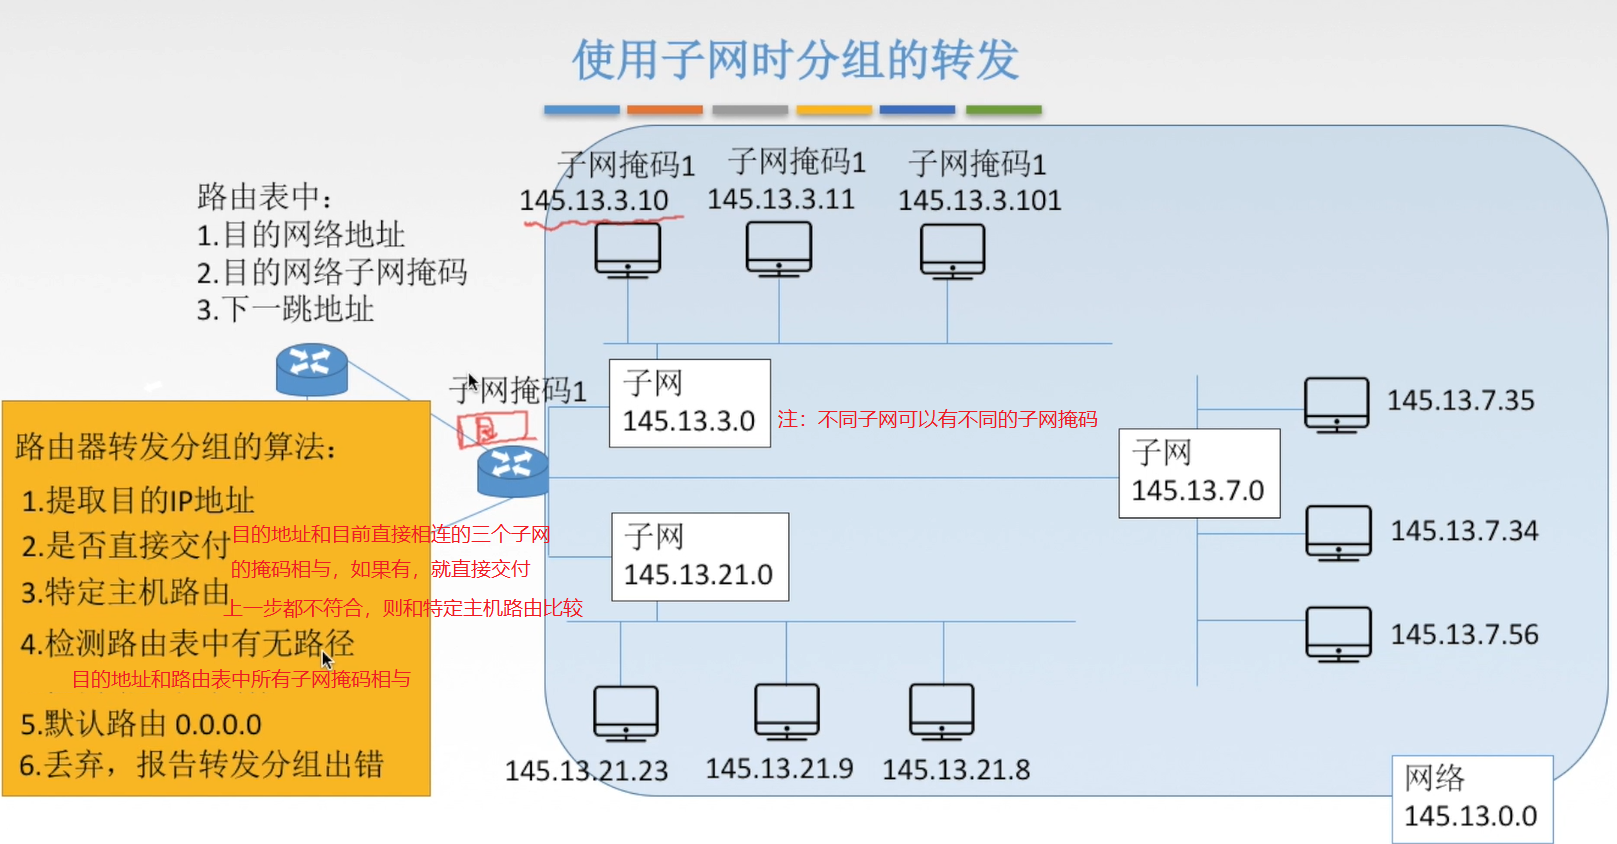 使用子网时分组的转发
路由表中：
1.目的网络地址
2.目的网络子网掩码
3.下一跳地址
子网掩码1
145.13.3.10
子网掩码1
145.13.3.11
子网掩码1
145.13.3.101
子网掩码1
子网
145.13.3.0
注：不同子网可以有不同的子网掩码
145.13.7.35
子网
145.13.7.0
145.13.7.34
145.13.7.56
子网
145.13.21.0
145.13.21.23
145.13.21.9
145.13.21.8
网络
145.13.0.0
路由器转发分组的算法：
1.提取目的IP地址
2.是否直接交付
目的地址和目前直接相连的三个子网
的掩码相与，如果有，就直接交付
3.特定主机路由
上一步都不符合，则和特定主机路由比较
4.检测路由表中有无路径
目的地址和路由表中所有子网掩码相与
5.默认路由 0.0.0.0
6.丢弃，报告转发分组出错